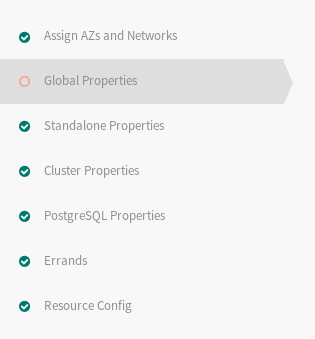 Assign AZs and Networks
Global Properties
Standalone Properties
Cluster Properties
PostgreSQL Properties
Errands
Resource Config